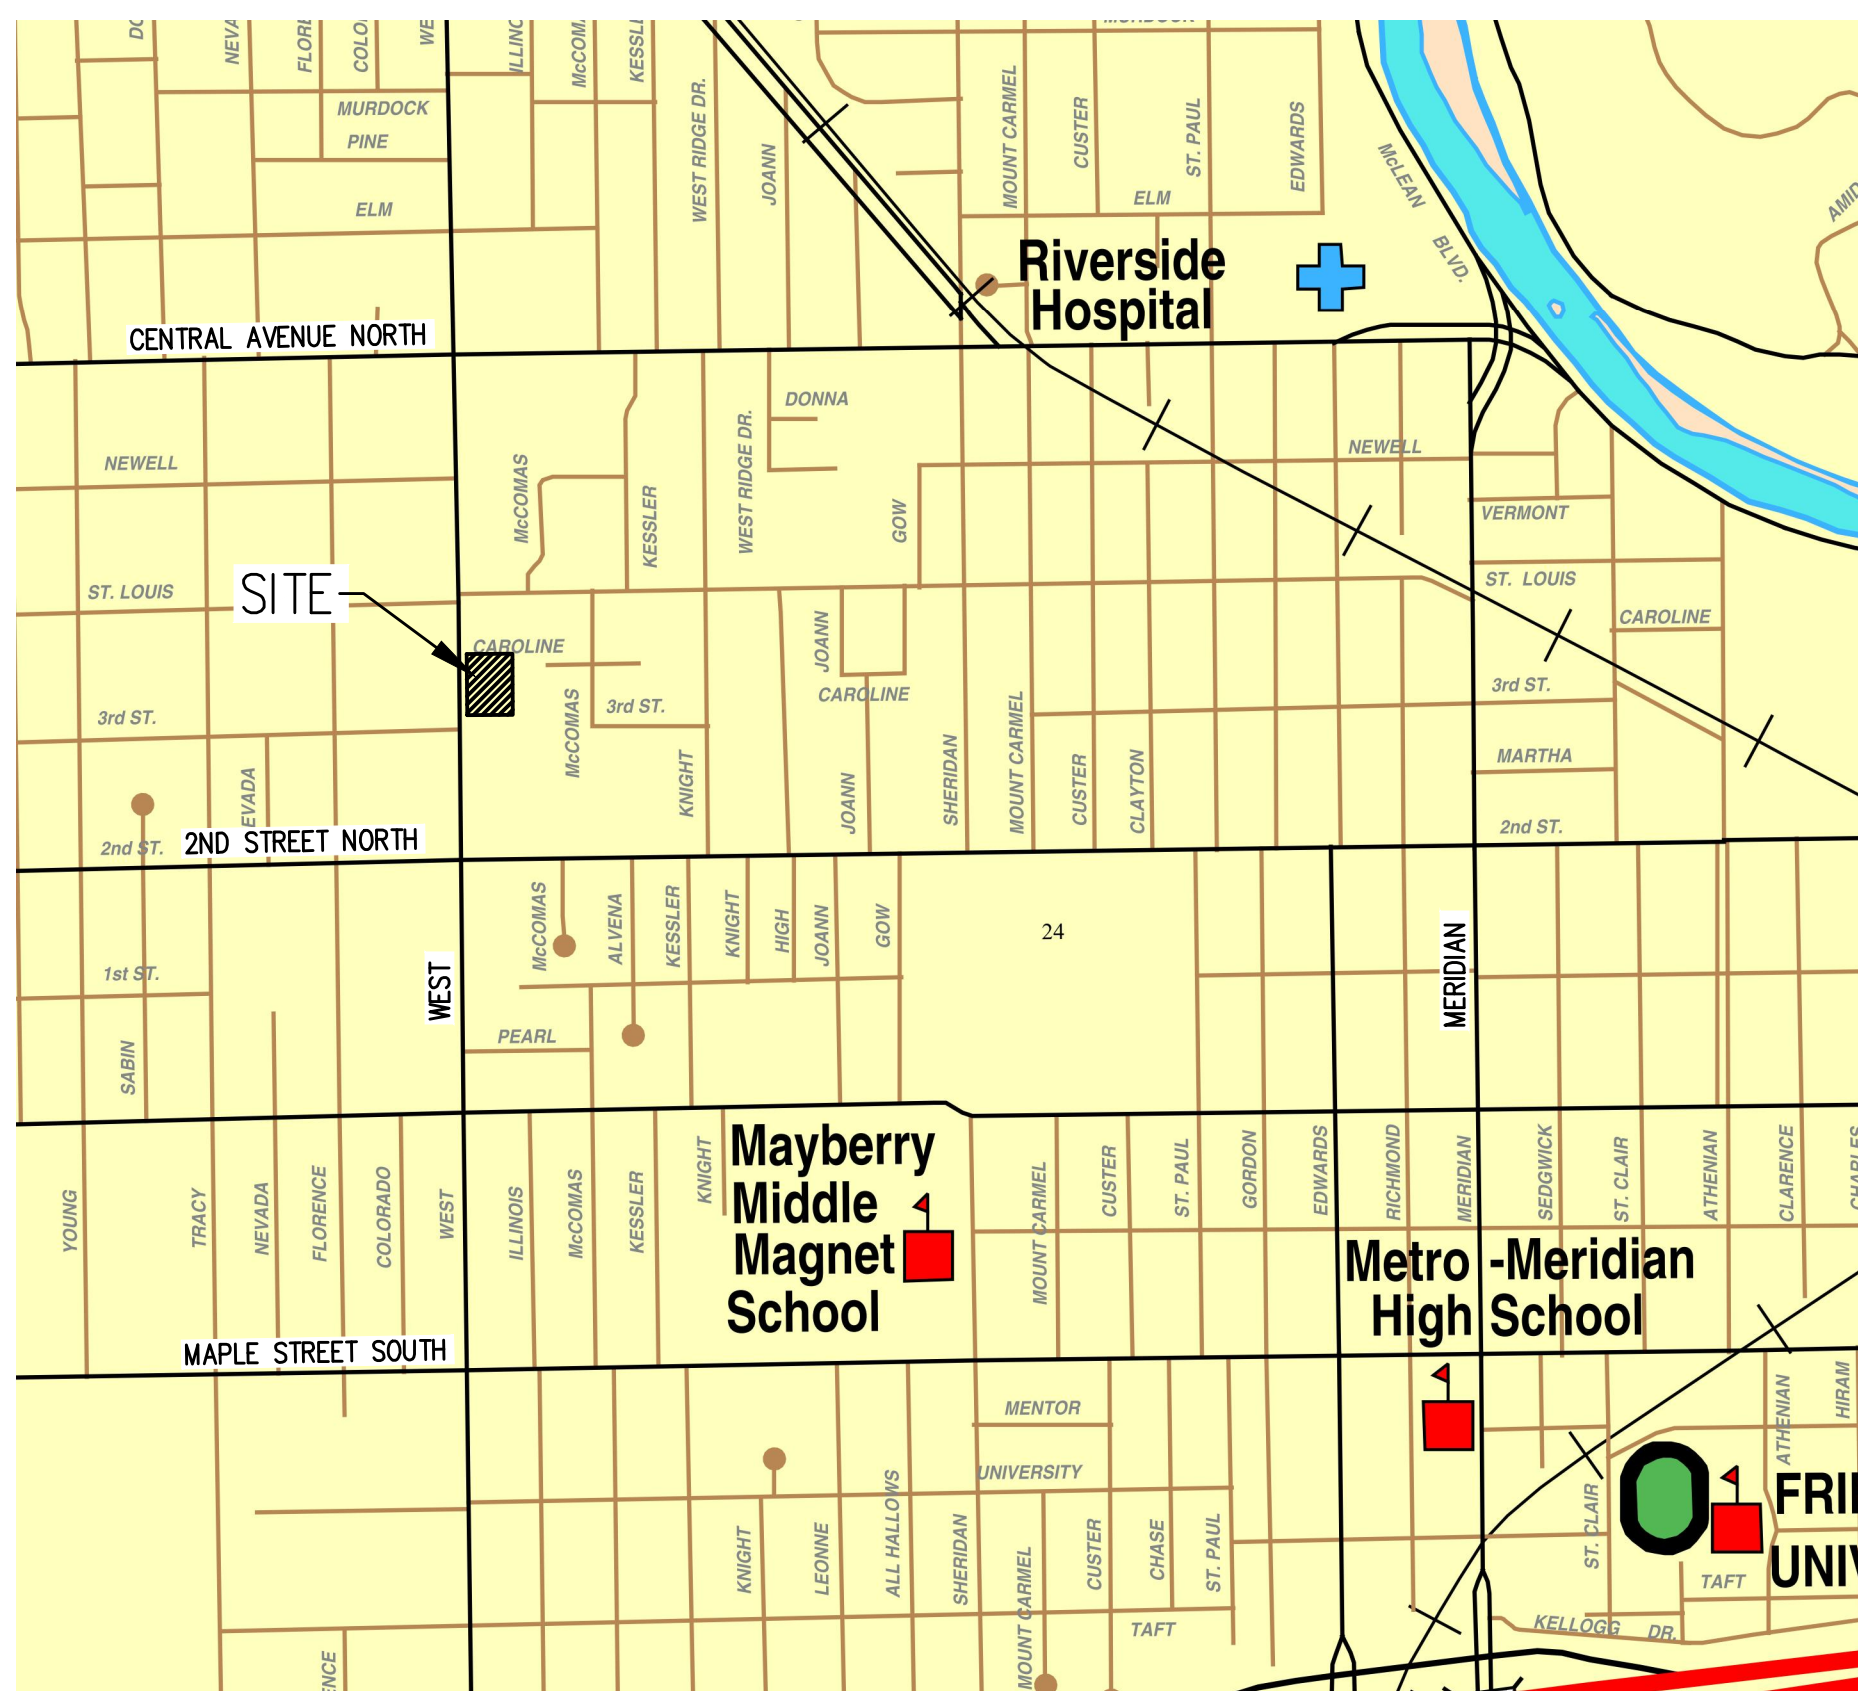 MURDOCK
McCOMAS
KESSLER
WEST RIDGE DR.
JOANN
MOUNT CARMEL
CUSTER
ST. PAUL
EDWARDS
MURDOCK
PINE
ELM
ELM
McLEAN
BLVD.
Riverside
Hospital
CENTRAL AVENUE NORTH
DONNA
NEWELL
NEWELL
McCOMAS
KESSLER
WEST RIDGE DR.
GOW
VERMONT
ST. LOUIS
SITE
ST. LOUIS
CAROLINE
CAROLINE
JOANN
CAROLINE
3rd ST.
3rd ST.
3rd ST.
McCOMAS
KNIGHT
JOANN
SHERIDAN
MOUNT CARMEL
CUSTER
CLAYTON
MARTHA
2nd ST.
2ND STREET NORTH
2nd ST.
McCOMAS
ALVENA
KESSLER
KNIGHT
HIGH
JOANN
GOW
24
MERIDIAN
WEST
1st ST.
SABIN
PEARL
YOUNG
TRACY
NEVADA
FLORENCE
COLORADO
WEST
ILLINOIS
McCOMAS
KESSLER
KNIGHT
Mayberry
Middle
Magnet
School
MOUNT CARMEL
CUSTER
ST. PAUL
GORDON
EDWARDS
RICHMOND
MERIDIAN
SEDGWICK
ST. CLAIR
ATHENIAN
CLARENCE
CHARLES
Metro -Meridian
High School
MAPLE STREET SOUTH
MENTOR
UNIVERSITY
ATHENIAN
HIRAM
KNIGHT
LEONNE
ALL HALLOWS
SHERIDAN
MOUNT CARMEL
CUSTER
CHASE
ST. PAUL
ST. CLAIR
TAFT
TAFT
KELLOGG DR.